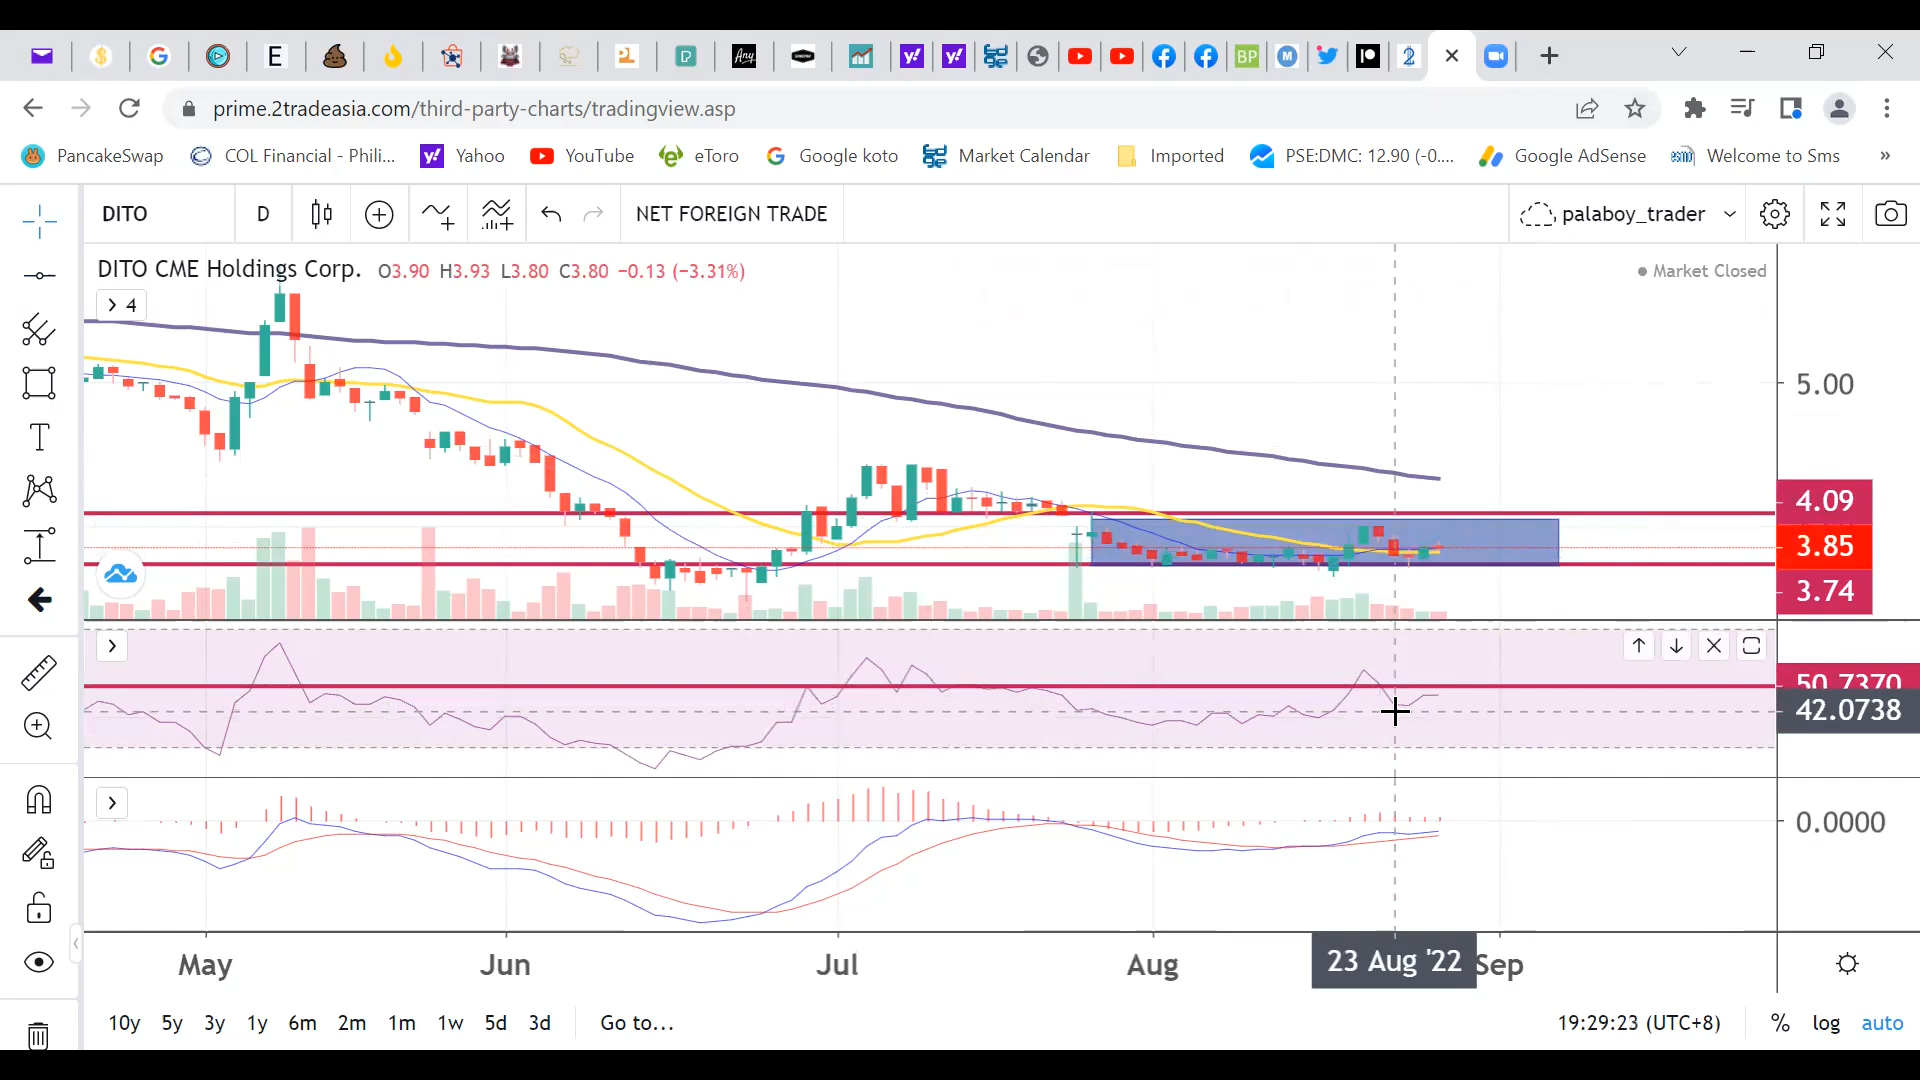 E
Any
BP
M
prime.2tradeasia.com/third-party-charts/tradingview.asp
PancakeSwap COL Financial - Phili... Yahoo YouTube eToro Google koto Market Calendar Imported PSE:DMC: 12.90 (-0.... Google AdSense Welcome to Sms »
DITO D NET FOREIGN TRADE palaboy_trader
DITO CME Holdings Corp. O3.90 H3.93 L3.80 C3.80 −0.13 (−3.31%) Market Closed
4
5.00
4.09
3.85
3.74
50.7370
42.0738
0.0000
May Jun Jul Aug 23 Aug '22 Sep
10y 5y 3y 1y 6m 2m 1m 1w 5d 3d Go to... 19:29:23 (UTC+8) % log auto